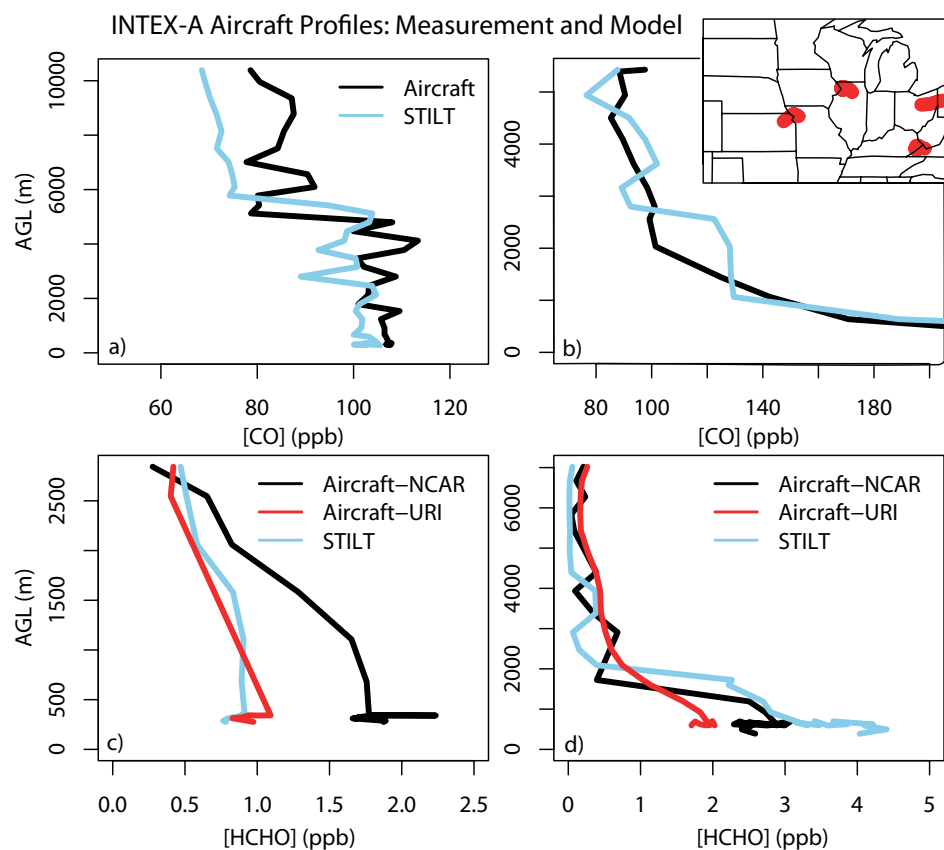 INTEX-A Aircraft Profiles: Measurement and Model
AGL (m)
10000
6000
2000
0
Aircraft
STILT
a)
60
80
100
120
[CO] (ppb)
4000
2000
0
b)
80
100
140
180
[CO] (ppb)
AGL (m)
2500
1500
500
0
Aircraft−NCAR
Aircraft−URI
STILT
c)
0.0
0.5
1.0
1.5
2.0
2.5
[HCHO] (ppb)
6000
4000
2000
0
Aircraft−NCAR
Aircraft−URI
STILT
d)
0
1
2
3
4
5
[HCHO] (ppb)